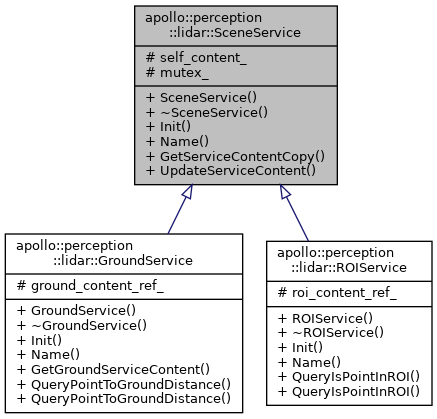 apollo::perception
::lidar::SceneService
# self_content_
# mutex_
+ SceneService()
+ ~SceneService()
+ Init()
+ Name()
+ GetServiceContentCopy()
+ UpdateServiceContent()
apollo::perception
::lidar::GroundService
# ground_content_ref_
+ GroundService()
+ ~GroundService()
+ Init()
+ Name()
+ GetGroundServiceContent()
+ QueryPointToGroundDistance()
+ QueryPointToGroundDistance()
apollo::perception
::lidar::ROIService
# roi_content_ref_
+ ROIService()
+ ~ROIService()
+ Init()
+ Name()
+ QueryIsPointInROI()
+ QueryIsPointInROI()